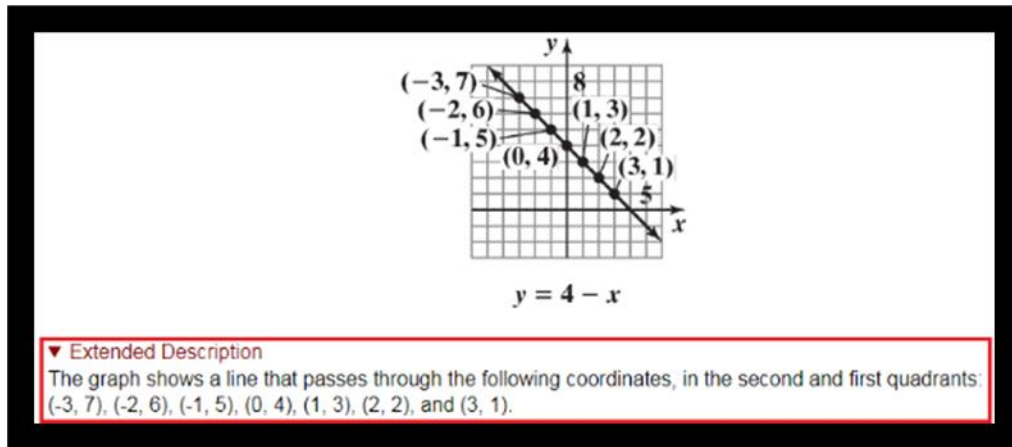 y
8
(−3, 7)
(−2, 6)
(1, 3)
(−1, 5)
(2, 2)
(0, 4)
(3, 1)
5
x
y = 4 − x
▼ Extended Description
The graph shows a line that passes through the following coordinates, in the second and first quadrants:
(-3, 7), (-2, 6), (-1, 5), (0, 4), (1, 3), (2, 2), and (3, 1).